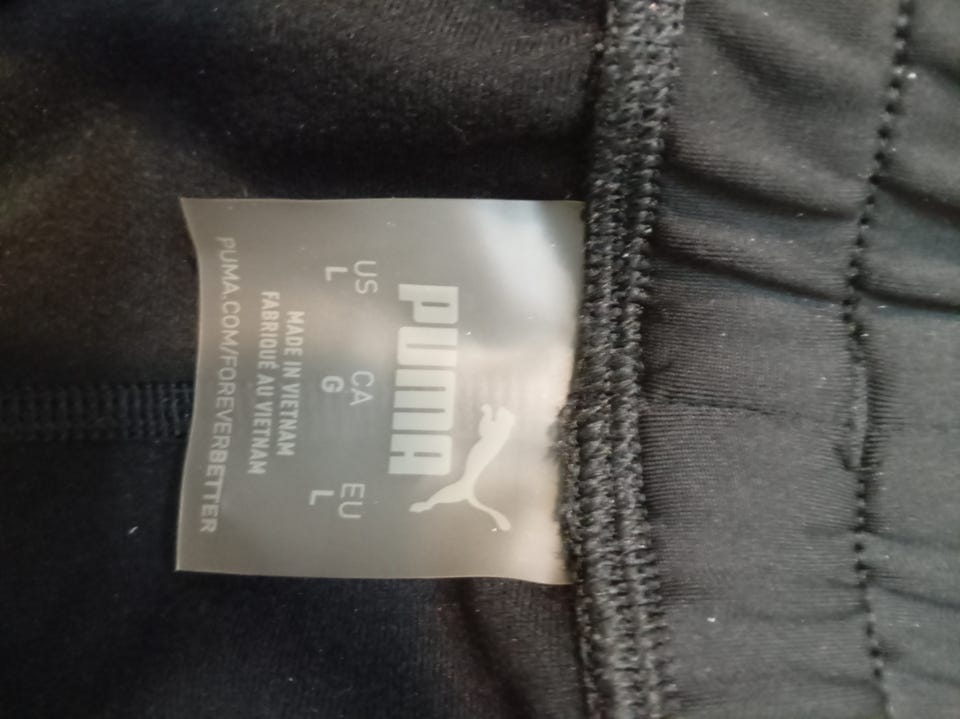 PUMA
US CA EU
L G L
MADE IN VIETNAM
FABRIQUÉ AU VIETNAM
PUMA.COM/FOREVERBETTER